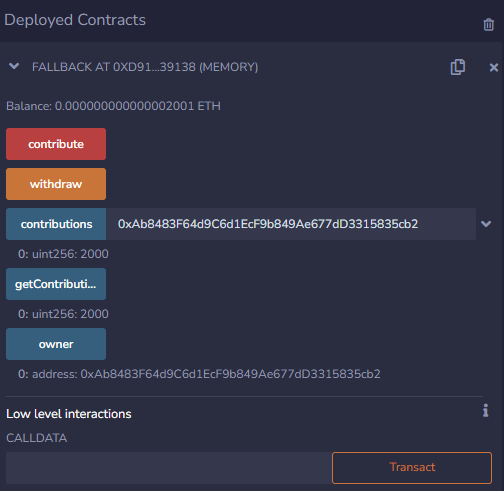 Deployed Contracts
FALLBACK AT 0XD91...39138 (MEMORY)
Balance: 0.000000000000002001 ETH
contribute
withdraw
contributions 0xAb8483F64d9C6d1EcF9b849Ae677dD3315835cb2
0: uint256: 2000
getContributi...
0: uint256: 2000
owner
0: address: 0xAb8483F64d9C6d1EcF9b849Ae677dD3315835cb2
Low level interactions
CALLDATA
Transact